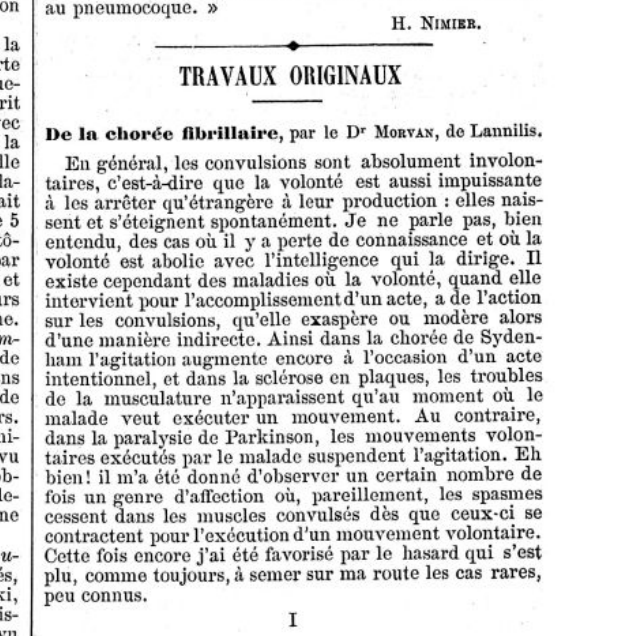 au pneumocoque. »
H. NIMIER.
TRAVAUX ORIGINAUX
De la chorée fibrillaire, par le Dr MORVAN, de Lannilis.
En général, les convulsions sont absolument involon-
taires, c'est-à-dire que la volonté est aussi impuissante
à les arrêter qu'étrangère à leur production : elles nais-
sent et s'éteignent spontanément. Je ne parle pas, bien
entendu, des cas où il y a perte de connaissance et où la
volonté est abolie avec l'intelligence qui la dirige. Il
existe cependant des maladies où la volonté, quand elle
intervient pour l'accomplissement d'un acte, a de l'action
sur les convulsions, qu'elle exaspère ou modère alors
d'une manière indirecte. Ainsi dans la chorée de Syden-
ham l'agitation augmente encore à l'occasion d'un acte
intentionnel, et dans la sclérose en plaques, les troubles
de la musculature n'apparaissent qu'au moment où le
malade veut exécuter un mouvement. Au contraire,
dans la paralysie de Parkinson, les mouvements volon-
taires exécutés par le malade suspendent l'agitation. Eh
bien! il m'a été donné d'observer un certain nombre de
fois un genre d'affection où, pareillement, les spasmes
cessent dans les muscles convulsés dès que ceux-ci se
contractent pour l'exécution d'un mouvement volontaire.
Cette fois encore j'ai été favorisé par le hasard qui s'est
plu, comme toujours, à semer sur ma route les cas rares,
peu connus.
I